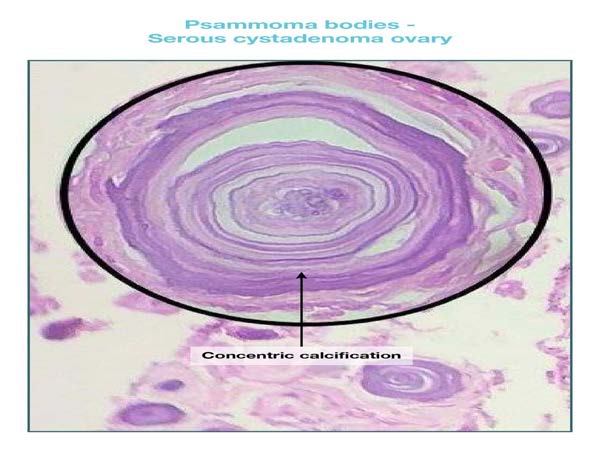 Psammoma bodies -
Serous cystadenoma ovary
Concentric calcification